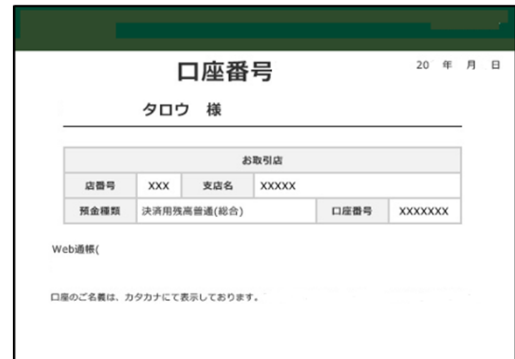 口座番号
20 年 月 日
タロウ 様
お取引店
店番号 XXX 支店名 XXXXX
預金種類 決済用残高普通(総合) 口座番号 XXXXXXX
Web通帳(
口座のご名義は、カタカナにて表示しております。